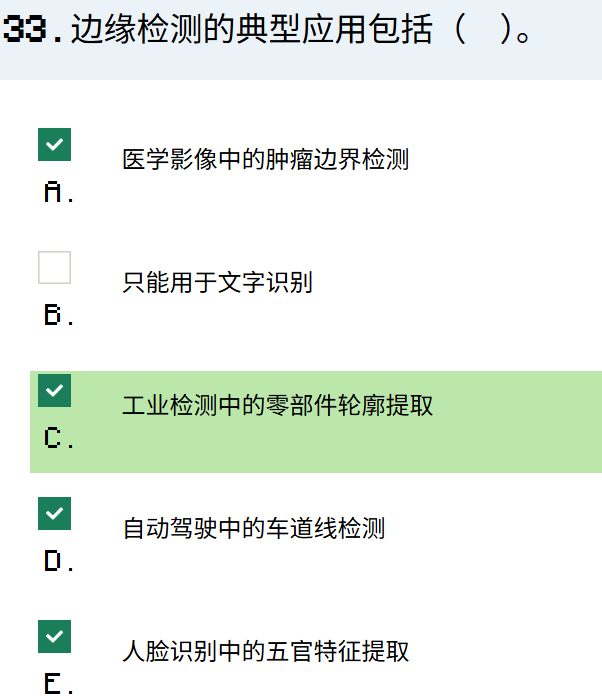 33.边缘检测的典型应用包括（ ）。
医学影像中的肿瘤边界检测
A.
只能用于文字识别
B.
工业检测中的零部件轮廓提取
C.
自动驾驶中的车道线检测
D.
人脸识别中的五官特征提取
E.